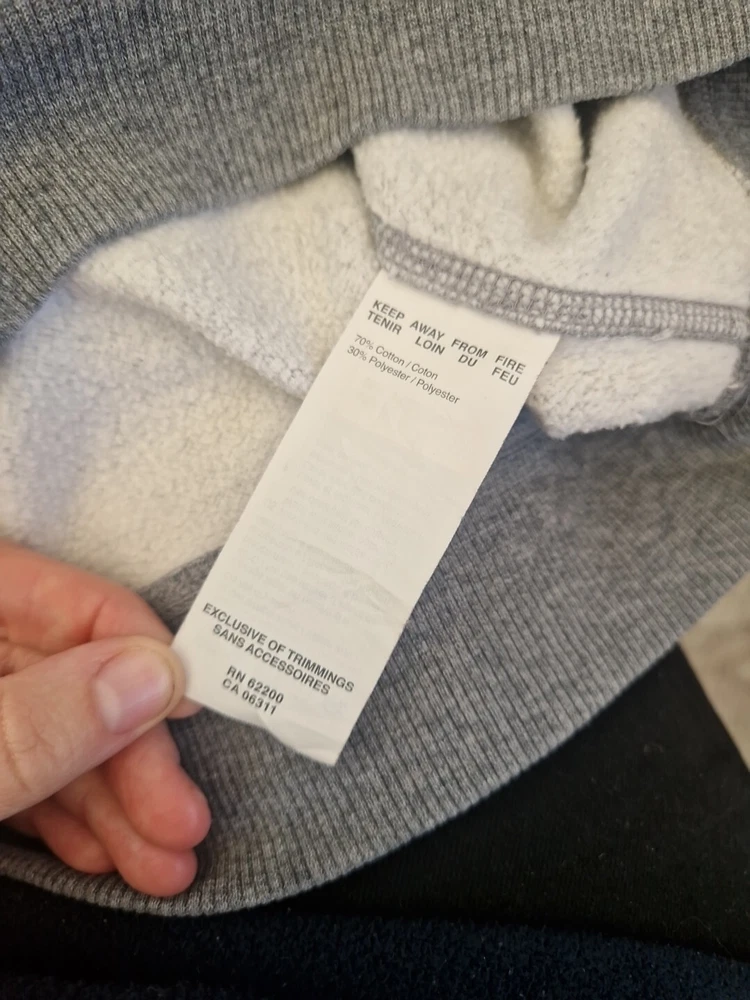 KEEP AWAY FROM FIRE
TENIR LOIN DU FEU
70% Cotton / Coton
30% Polyester / Polyester
EXCLUSIVE OF TRIMMINGS
SANS ACCESSOIRES
RN 62200
CA 06311